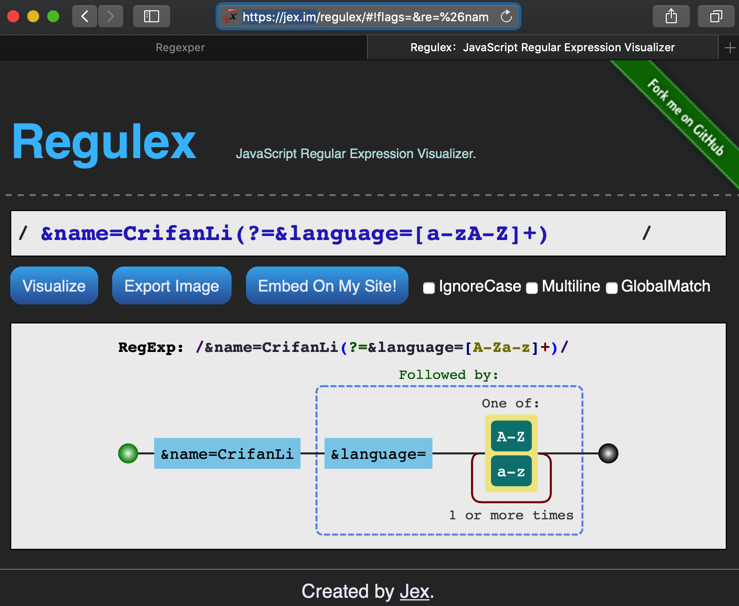 https://jex.im/regulex/#!flags=&re=%26nam
Regexper
Regulex：JavaScript Regular Expression Visualizer
+
Fork me on GitHub
Regulex
JavaScript Regular Expression Visualizer.
/ &name=CrifanLi(?=&language=[a-zA-Z]+) /
Visualize Export Image Embed On My Site! IgnoreCase Multiline GlobalMatch
RegExp: /&name=CrifanLi(?=&language=[A-Za-z]+)/
Followed by:
One of:
A-Z
&name=CrifanLi &language=
a-z
1 or more times
Created by Jex.